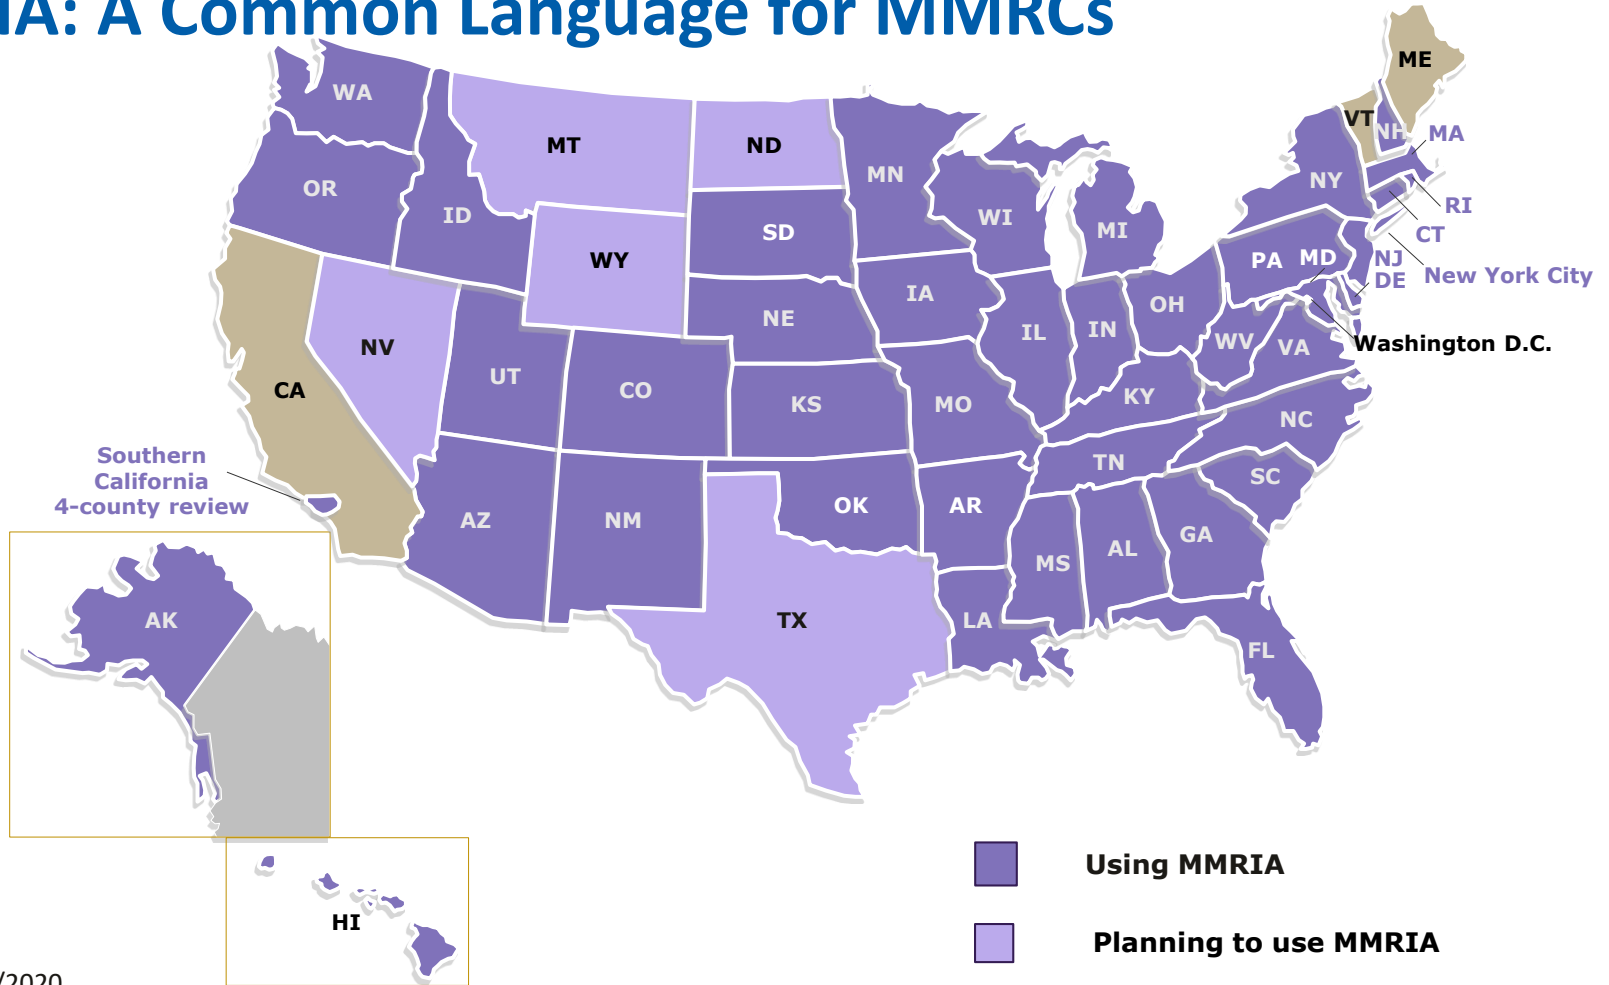 IA: A Common Language for MMRCs
ME
WA
VT
NH
MA
MT
ND
MN
OR
NY
ID
RI
WI
MI
SD
CT
WY
PA
MD
NJ
DE
New York City
IA
OH
NE
IL
IN
NV
WV
VA
Washington D.C.
UT
CA
CO
KS
MO
KY
NC
Southern
California
4-county review
TN
SC
OK
AR
AZ
NM
GA
AL
MS
AK
TX
LA
FL
Using MMRIA
HI
Planning to use MMRIA
/2020